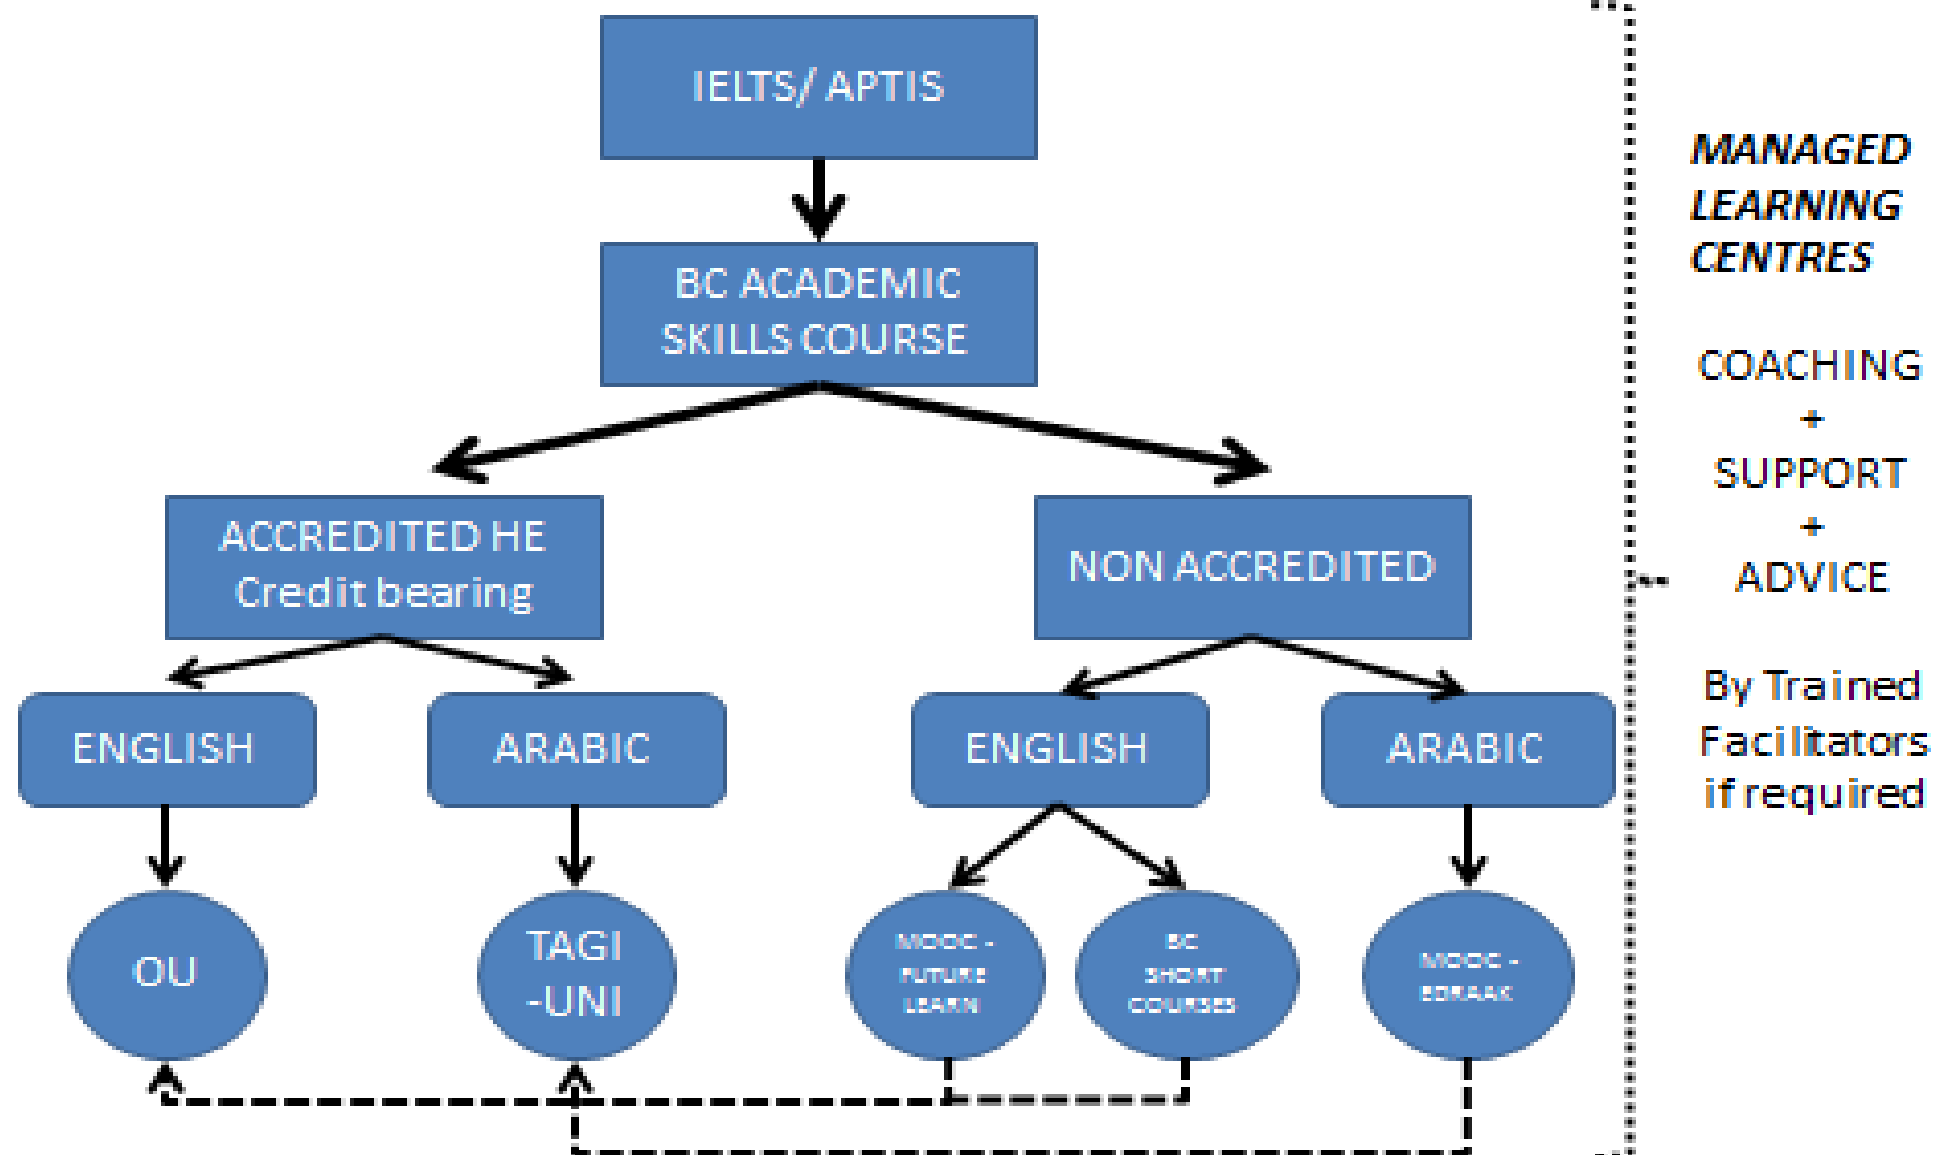 IELTS/ APTIS
BC ACADEMIC
SKILLS COURSE
ACCREDITED HE
Credit bearing
NON ACCREDITED
ENGLISH
ARABIC
ENGLISH
ARABIC
OU
TAGI
-UNI
MOOC -
FUTURE
LEARN
BC
SHORT
COURSES
MOOC -
EDRAAK
MANAGED
LEARNING
CENTRES
COACHING
+
SUPPORT
+
ADVICE
By Trained
Facilitators
if required